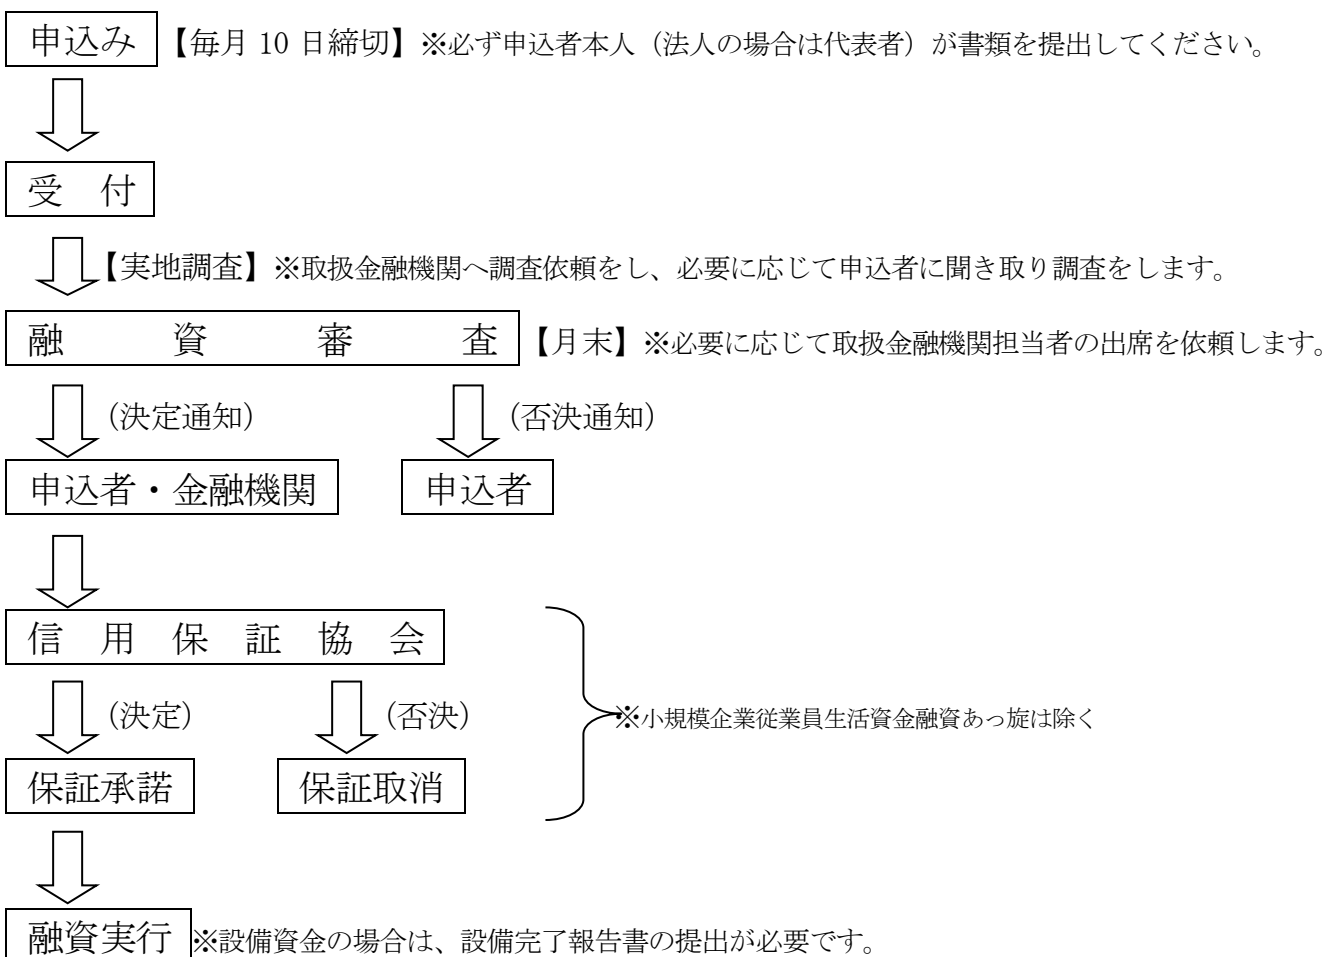 申込み 【毎月 10 日締切】※必ず申込者本人（法人の場合は代表者）が書類を提出してください。
受　付
【実地調査】※取扱金融機関へ調査依頼をし、必要に応じて申込者に聞き取り調査をします。
融　資　審　査 【月末】※必要に応じて取扱金融機関担当者の出席を依頼します。
（決定通知） （否決通知）
申込者・金融機関 申込者
信　用　保　証　協　会
（決定） （否決） ※小規模企業従業員生活資金融資あっ旋は除く
保証承諾 保証取消
融資実行 ※設備資金の場合は、設備完了報告書の提出が必要です。